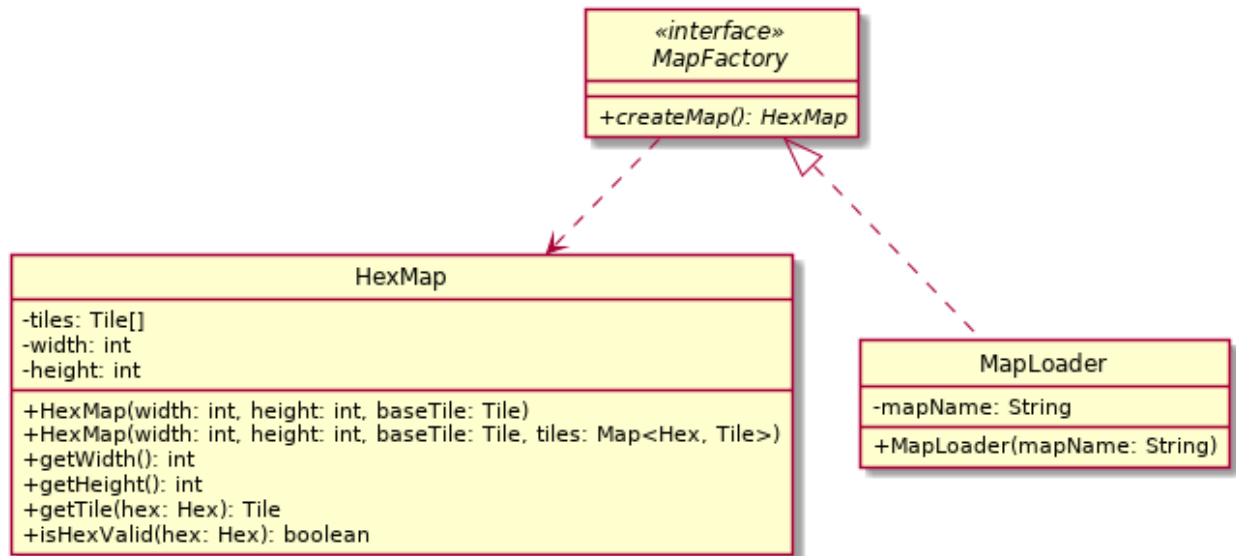 «interface»
MapFactory
+createMap(): HexMap
HexMap
-tiles: Tile[]
-width: int
-height: int
+HexMap(width: int, height: int, baseTile: Tile)
+HexMap(width: int, height: int, baseTile: Tile, tiles: Map<Hex, Tile>)
+getWidth(): int
+getHeight(): int
+getTile(hex: Hex): Tile
+isHexValid(hex: Hex): boolean
MapLoader
-mapName: String
+MapLoader(mapName: String)